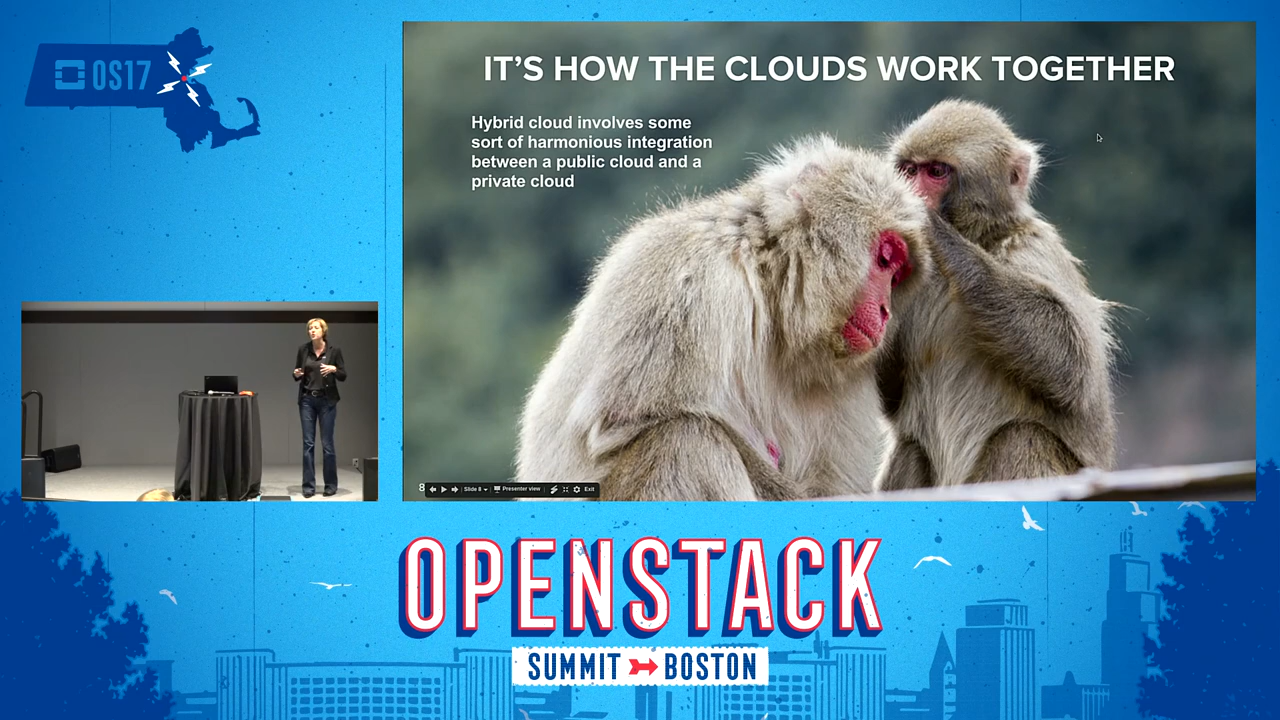 OS17
IT'S HOW THE CLOUDS WORK TOGETHER
Hybrid cloud involves some
sort of harmonious integration
between a public cloud and a
private cloud
8
Slide 8
Presenter view
Exit
OPENSTACK
SUMMIT BOSTON